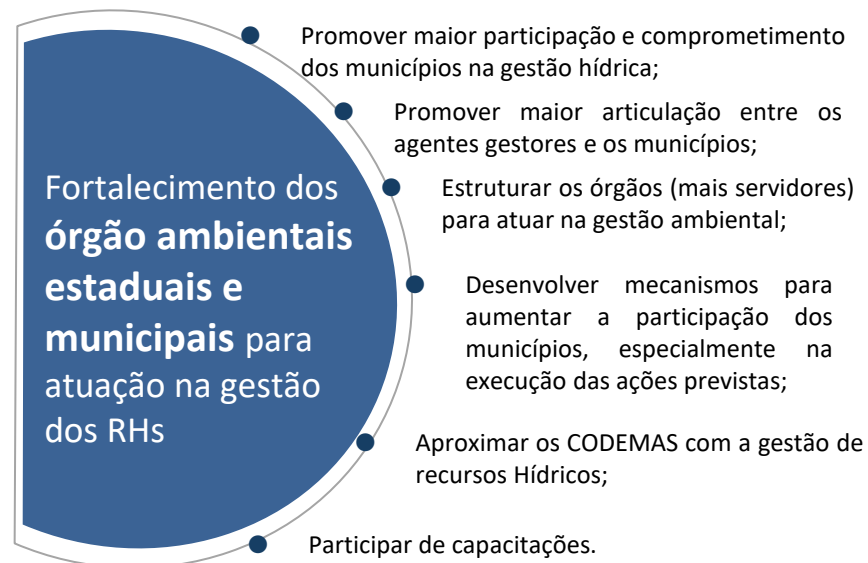 Fortalecimento dos
órgão ambientais
estaduais e
municipais para
atuação na gestão
dos RHs
Promover maior participação e comprometimento
dos municípios na gestão hídrica;
Promover maior articulação entre os
agentes gestores e os municípios;
Estruturar os órgãos (mais servidores)
para atuar na gestão ambiental;
Desenvolver mecanismos para
aumentar a participação dos
municípios, especialmente na
execução das ações previstas;
Aproximar os CODEMAS com a gestão de
recursos Hídricos;
Participar de capacitações.